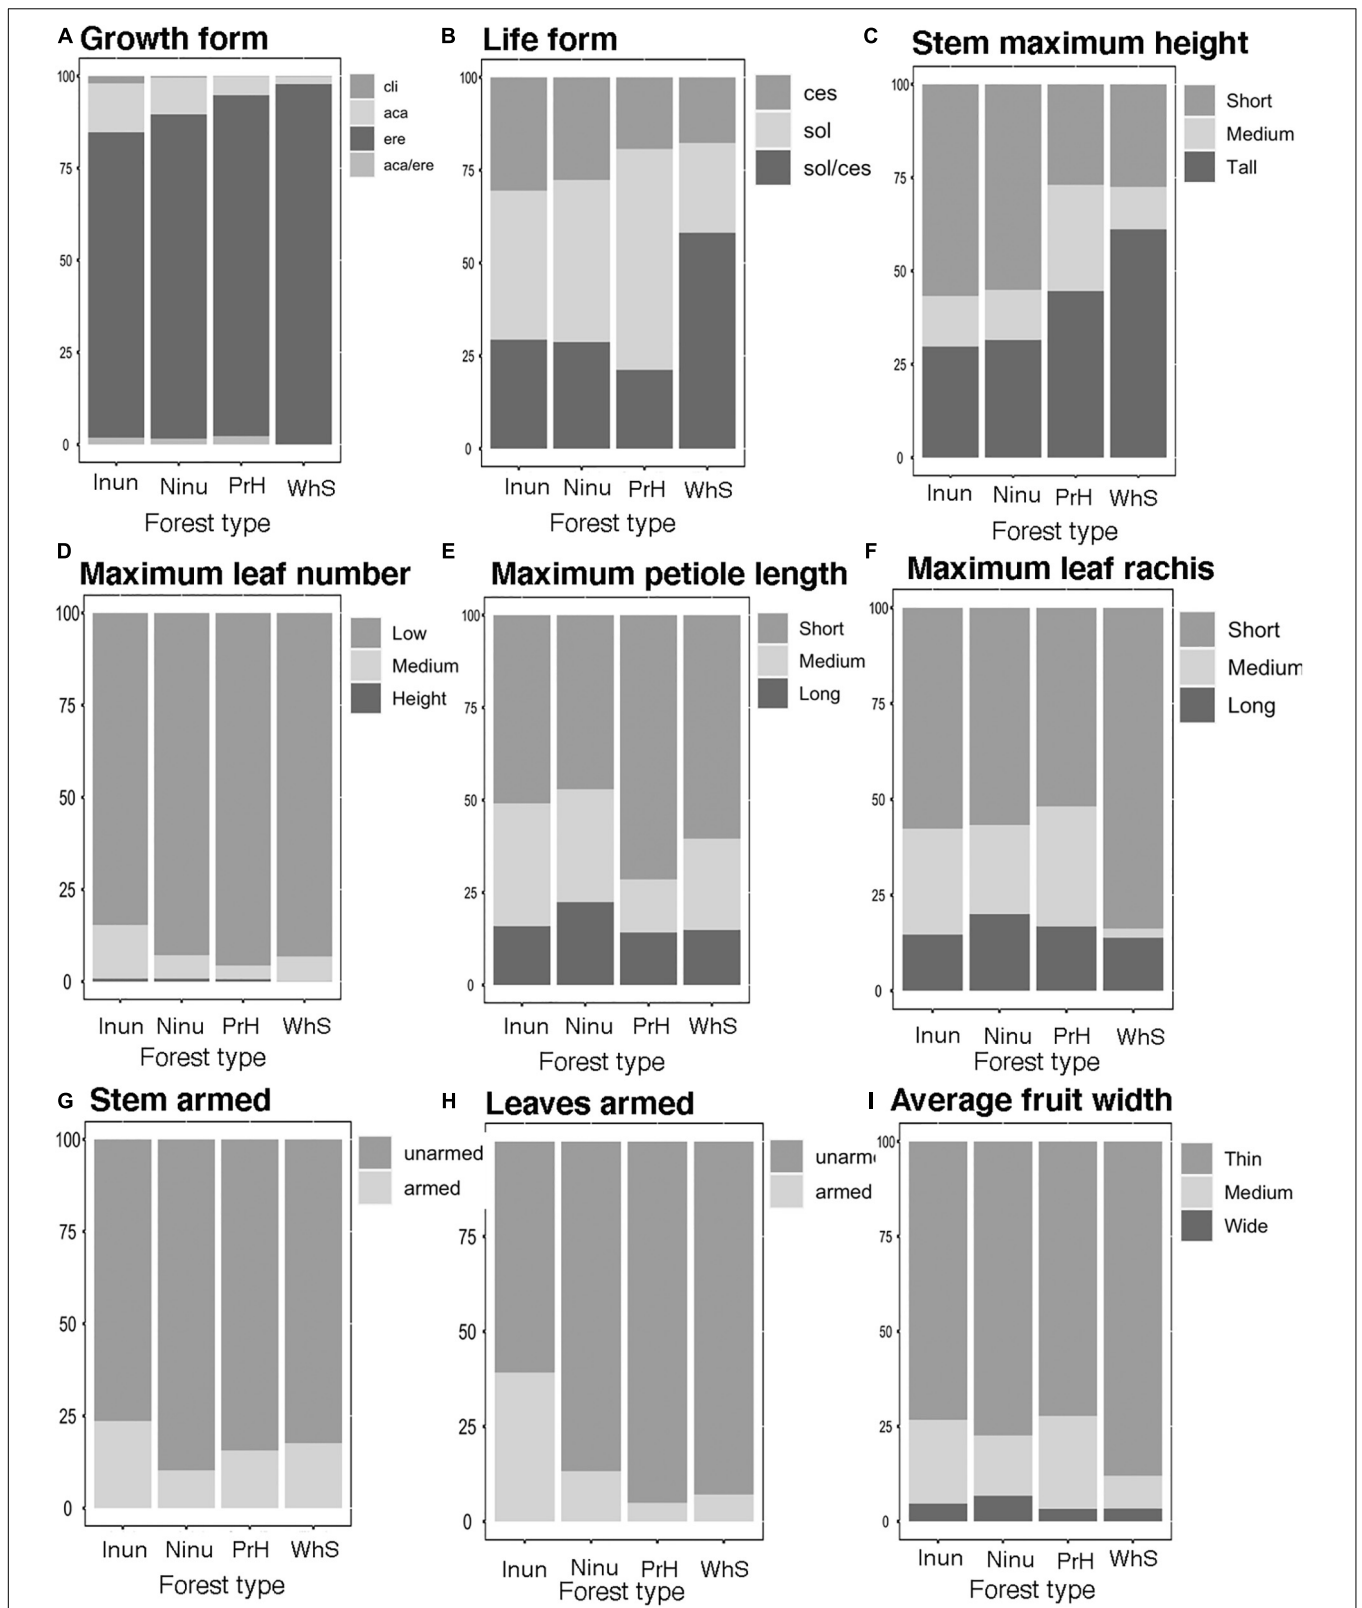 A Growth form
100
75
50
25
0
cli
aca
ere
aca/ere
Inun Ninu PrH WhS
Forest type
B Life form
100
75
50
25
0
ces
sol
sol/ces
Inun Ninu PrH WhS
Forest type
C Stem maximum height
100
75
50
25
0
Short
Medium
Tall
Inun Ninu PrH WhS
Forest type
D Maximum leaf number
100
75
50
25
0
Low
Medium
Height
Inun Ninu PrH WhS
Forest type
E Maximum petiole length
100
75
50
25
0
Short
Medium
Long
Inun Ninu PrH WhS
Forest type
F Maximum leaf rachis
100
75
50
25
0
Short
Medium
Long
Inun Ninu PrH WhS
Forest type
G Stem armed
100
75
50
25
0
unarmed
armed
Inun Ninu PrH WhS
Forest type
H Leaves armed
75
50
25
0
armed
Inun Ninu PrH WhS
Forest type
I Average fruit width
100
75
50
25
0
Thin
Medium
Wide
Inun Ninu PrH WhS
Forest type